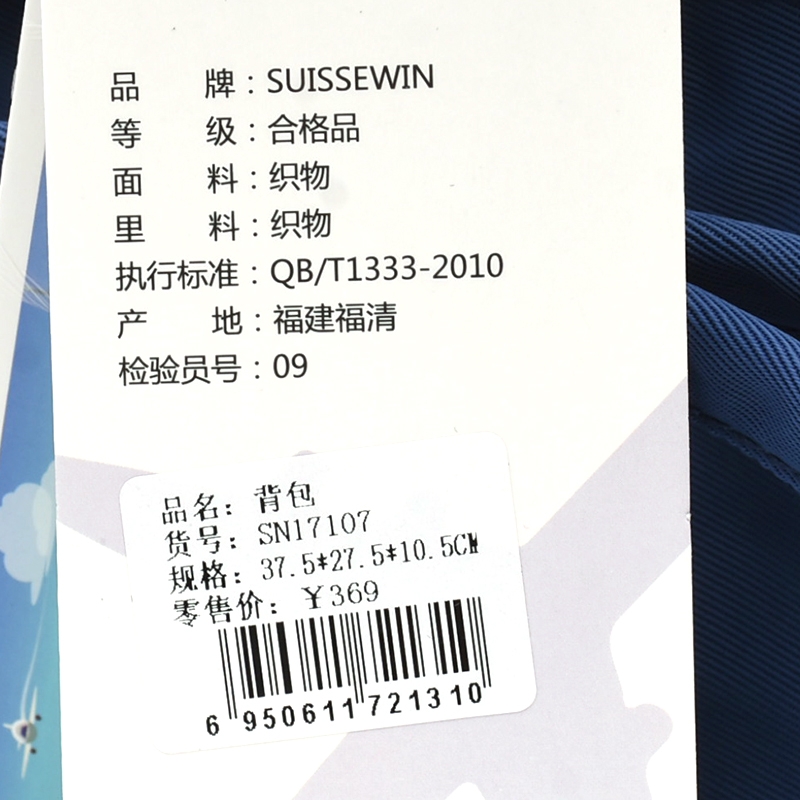 品 牌：SUISSEWIN
等 级：合格品
面 料：织物
里 料：织物
执行标准：QB/T1333-2010
产 地：福建福清
检验员号：09
品名：背包
货号：SN17107
规格：37.5*27.5*10.5CM
零售价：￥369
6 950611 721310